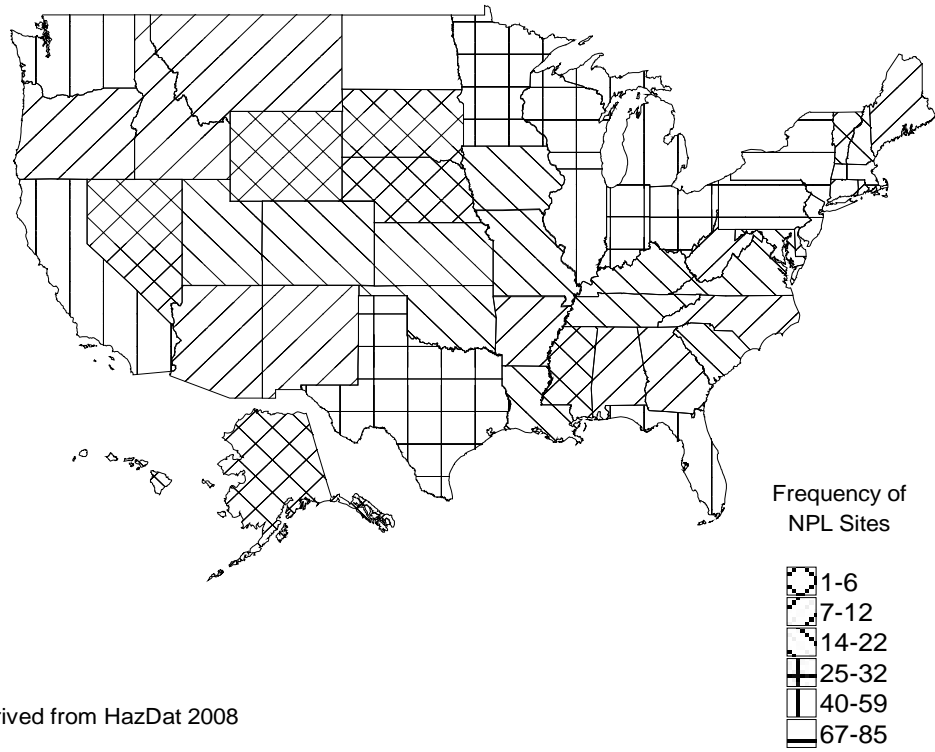 Frequency of
NPL Sites
1-6
7-12
14-22
25-32
40-59
67-85
rived from HazDat 2008